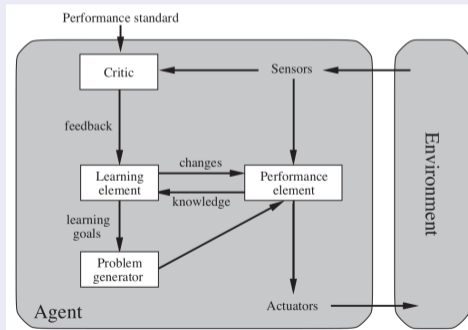 Performance standard
Critic
Sensors
feedback
changes
Learning
element
Performance
element
knowledge
learning
goals
Problem
generator
Agent
Actuators
Environment